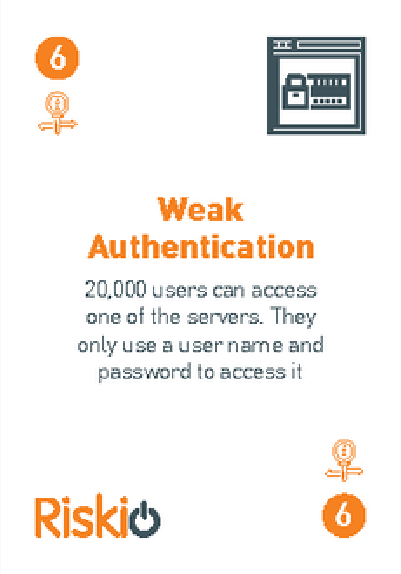 6
Weak
Authentication
20,000 users can access
one of the servers. They
only use a user name and
password to access it
Riskio
6